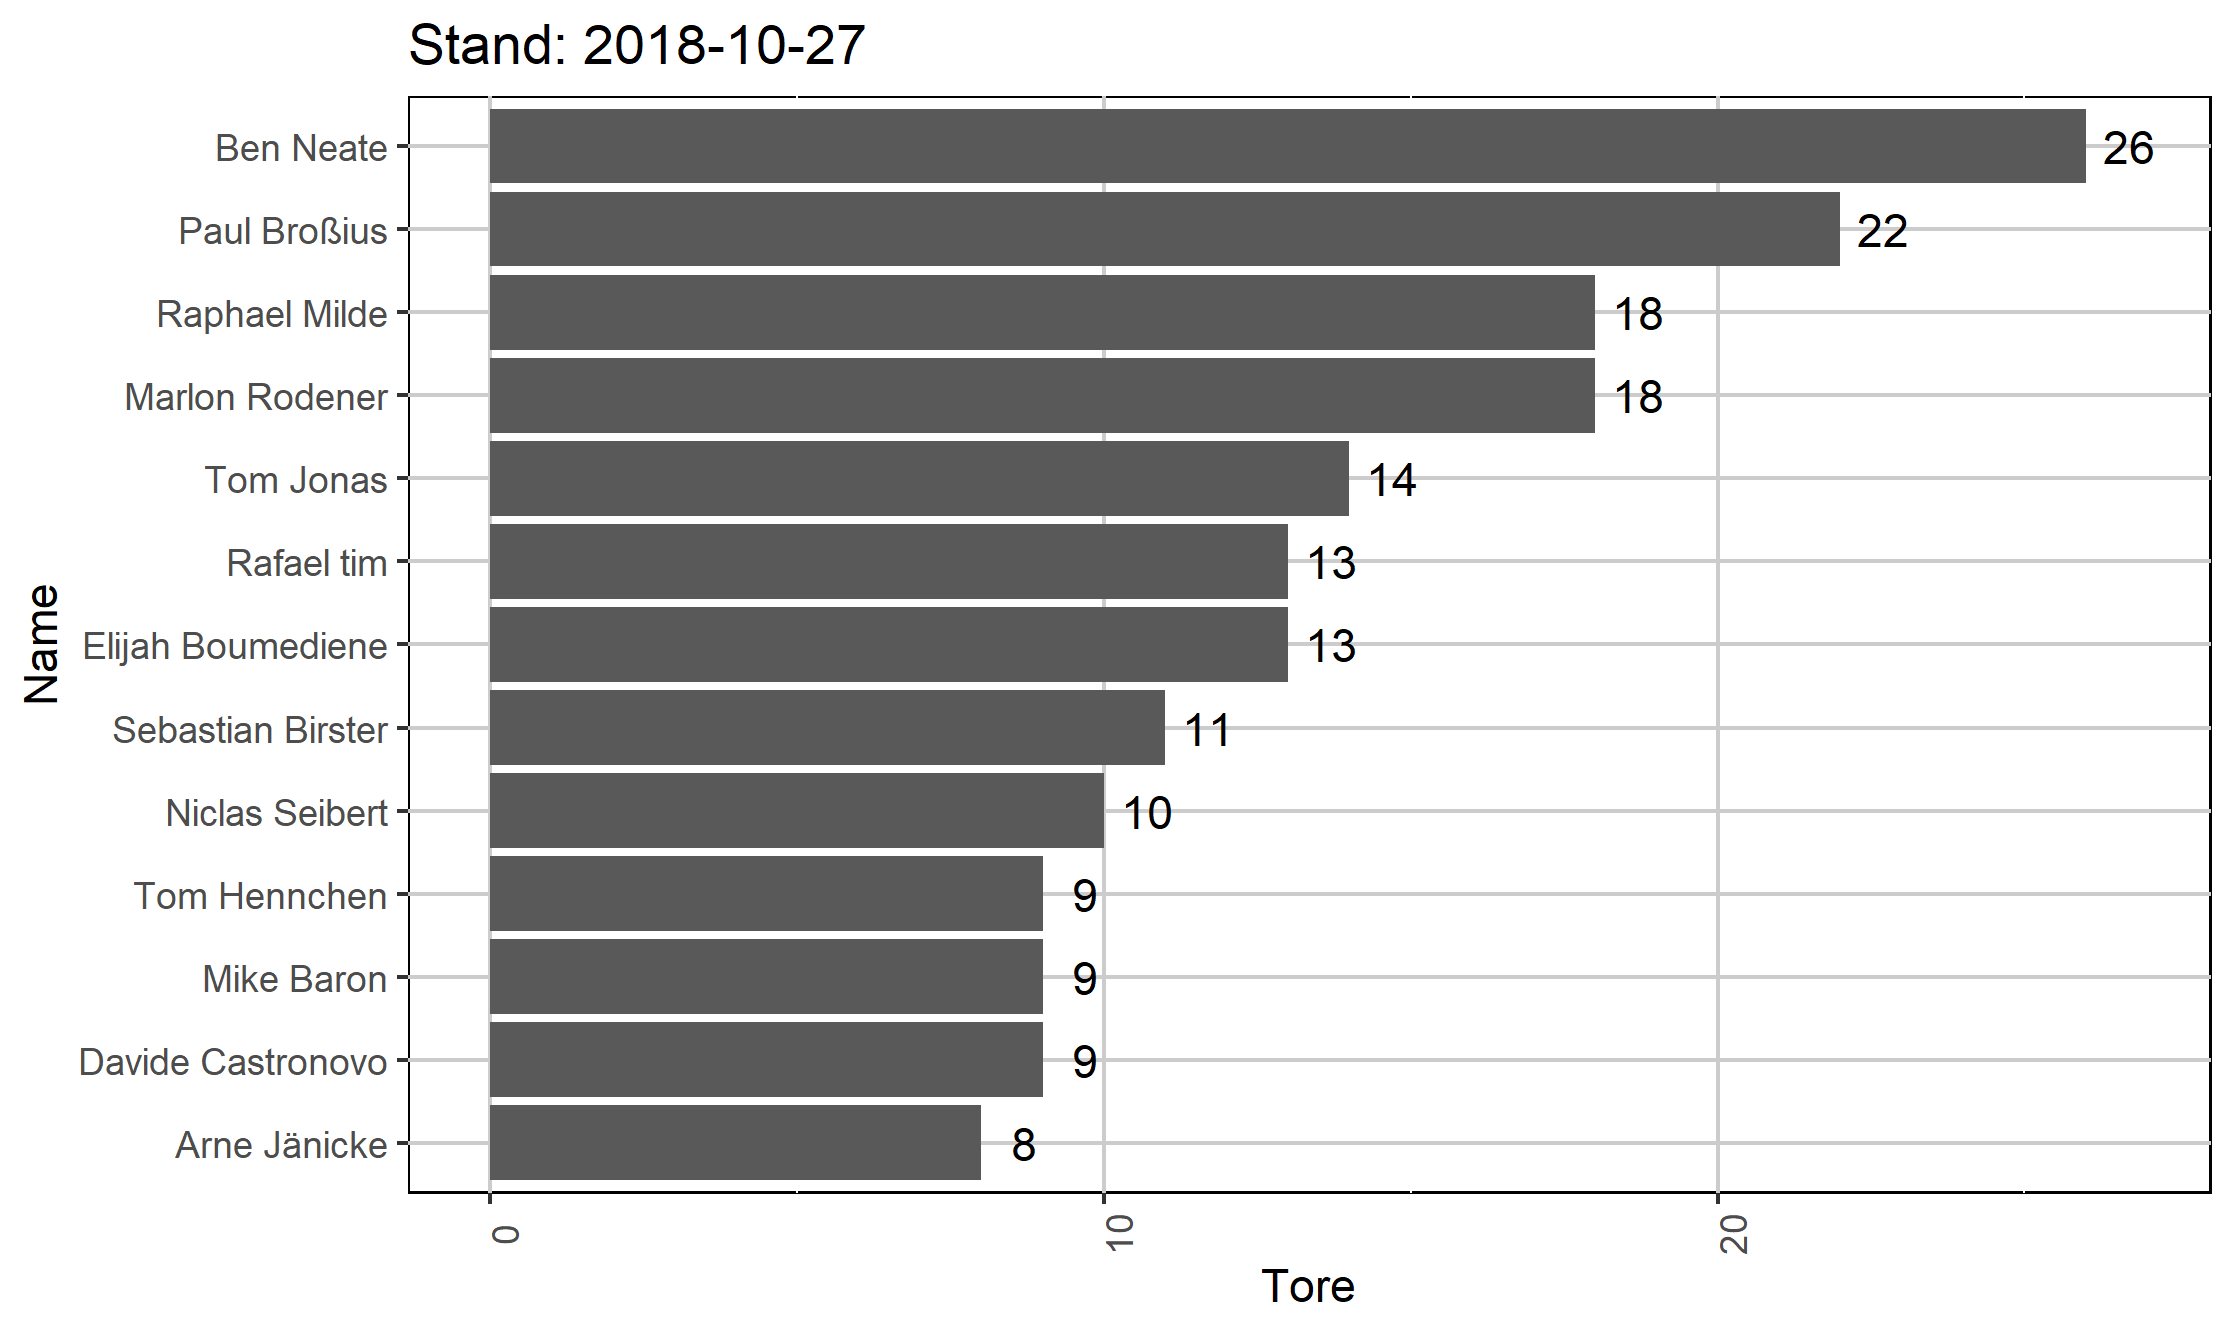 Stand: 2018-10-27
Ben Neate 26
Paul Broßius 22
Raphael Milde 18
Marlon Rodener 18
Tom Jonas 14
Rafael tim 13
Elijah Boumediene 13
Sebastian Birster 11
Niclas Seibert 10
Tom Hennchen 9
Mike Baron 9
Davide Castronovo 9
Arne Jänicke 8
Name
0 10 20
Tore